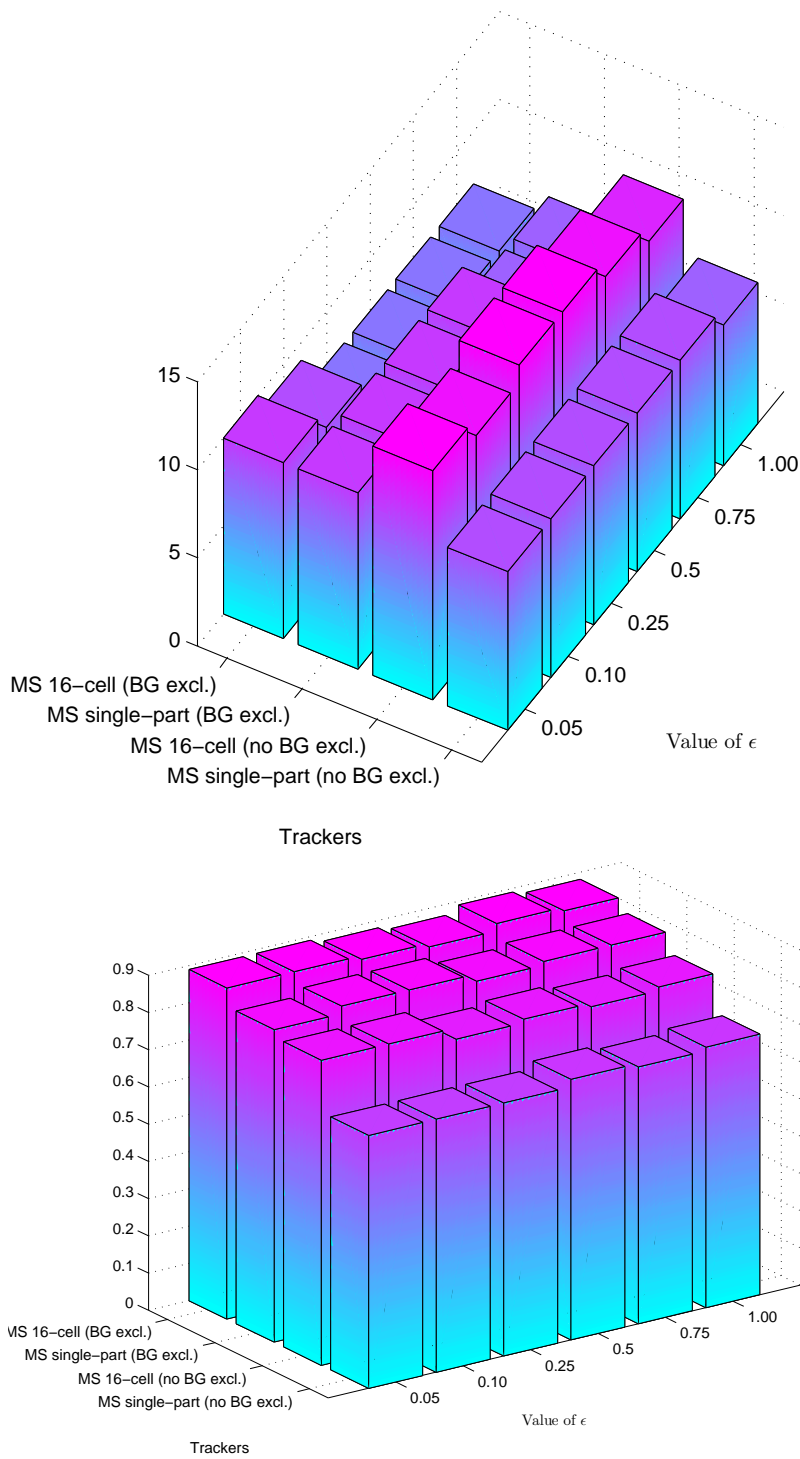 15
10
5
0
1.00
0.75
0.5
0.25
0.10
0.05
MS 16−cell (BG excl.)
MS single−part (BG excl.)
MS 16−cell (no BG excl.)
MS single−part (no BG excl.)
Value of ϵ
Trackers
0.9
0.8
0.7
0.6
0.5
0.4
0.3
0.2
0.1
0
MS 16−cell (BG excl.)
MS single−part (BG excl.)
MS 16−cell (no BG excl.)
MS single−part (no BG excl.)
1.00
0.75
0.5
0.25
0.10
0.05
Value of ϵ
Trackers